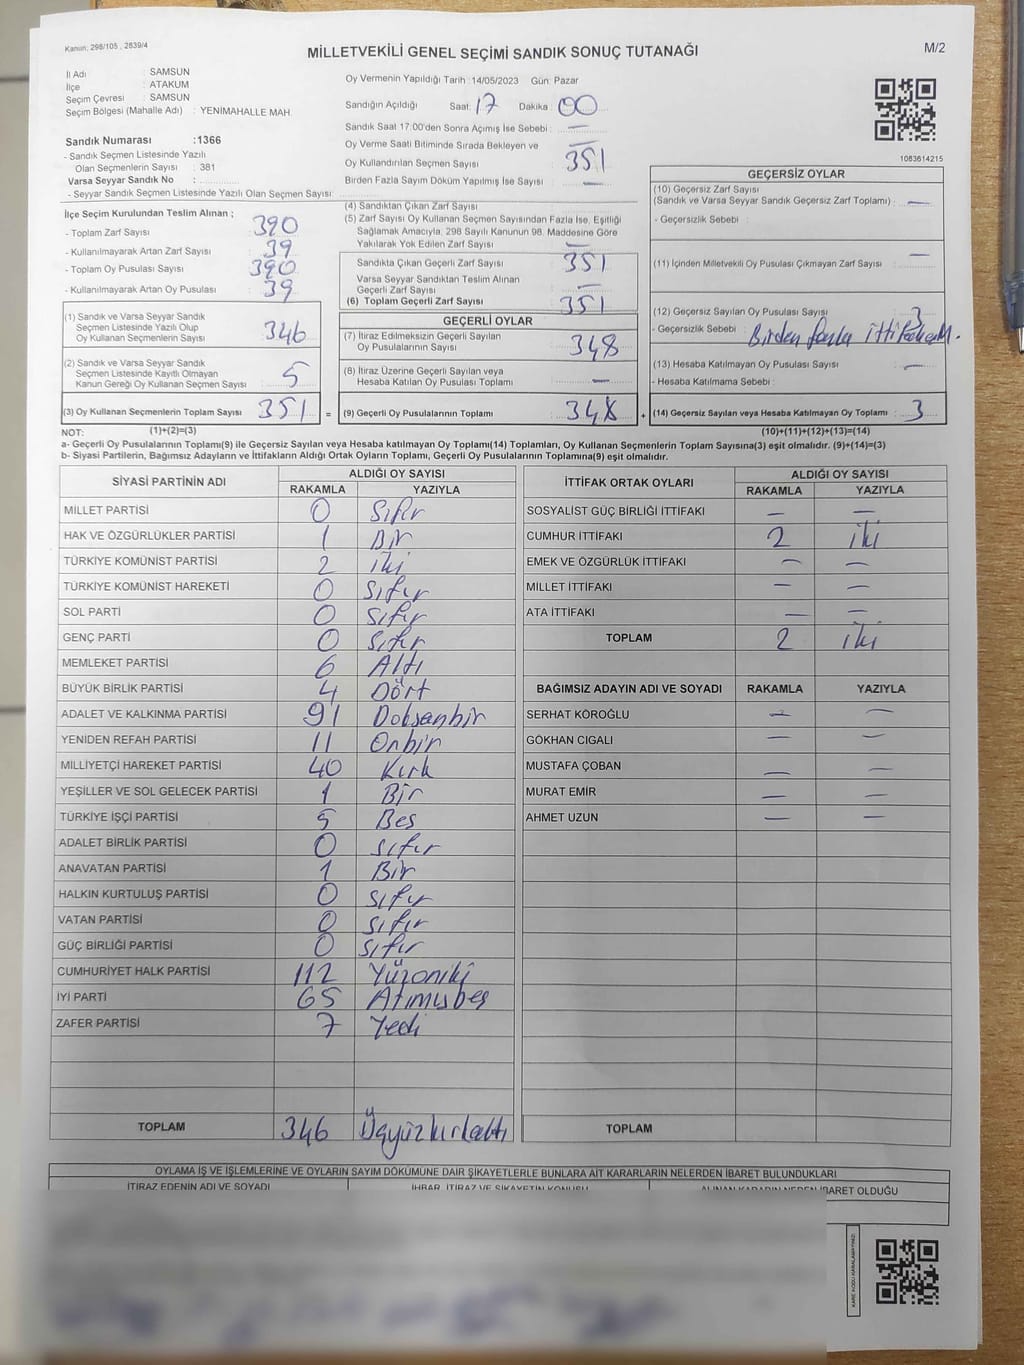 Kanun: 298/105 , 2839/4
MİLLETVEKİLİ GENEL SEÇİMİ SANDIK SONUÇ TUTANAĞI
M/2
İl Adı : SAMSUN
İlçe : ATAKUM
Seçim Çevresi : SAMSUN
Seçim Bölgesi (Mahalle Adı) : YENİMAHALLE MAH.
Sandık Numarası :1366
- Sandık Seçmen Listesinde Yazılı
Olan Seçmenlerin Sayısı : 381
Varsa Seyyar Sandık No :
- Seyyar Sandık Seçmen Listesinde Yazılı Olan Seçmen Sayısı:
Oy Vermenin Yapıldığı Tarih :14/05/2023 Gün: Pazar
Sandığın Açıldığı Saat: 17 Dakika: 00
Sandık Saat 17:00'den Sonra Açımış İse Sebebi : —
Oy Verme Saati Bitiminde Sırada Bekleyen ve
Oy Kullandırılan Seçmen Sayısı : 351
Birden Fazla Sayım Döküm Yapılmış İse Sayısı : —
1083614215
İlçe Seçim Kurulundan Teslim Alınan ;
- Toplam Zarf Sayısı : 390
- Kullanılmayarak Artan Zarf Sayısı : 39
- Toplam Oy Pusulası Sayısı : 390
- Kullanılmayarak Artan Oy Pusulası : 39
(1) Sandık ve Varsa Seyyar Sandık
Seçmen Listesinde Yazılı Olup
Oy Kullanan Seçmenlerin Sayısı : 346
(2) Sandık ve Varsa Seyyar Sandık
Seçmen Listesinde Kayıtlı Olmayan
Kanun Gereği Oy Kullanan Seçmen Sayısı : 5
(3) Oy Kullanan Seçmenlerin Toplam Sayısı : 351 =
(4) Sandıktan Çıkan Zarf Sayısı :
(5) Zarf Sayısı Oy Kullanan Seçmen Sayısından Fazla İse, Eşitliği
Sağlamak Amacıyla, 298 Sayılı Kanunun 98. Maddesine Göre
Yakılarak Yok Edilen Zarf Sayısı : —
Sandıkta Çıkan Geçerli Zarf Sayısı : 351
Varsa Seyyar Sandıktan Teslim Alınan
Geçerli Zarf Sayısı : —
(6) Toplam Geçerli Zarf Sayısı : 351
GEÇERLİ OYLAR
(7) İtiraz Edilmeksizin Geçerli Sayılan
Oy Pusulalarının Sayısı : 348
(8) İtiraz Üzerine Geçerli Sayılan veya
Hesaba Katılan Oy Pusulası Toplamı : —
(9) Geçerli Oy Pusulalarının Toplamı : 348 +
GEÇERSİZ OYLAR
(10) Geçersiz Zarf Sayısı
(Sandık ve Varsa Seyyar Sandık Geçersiz Zarf Toplamı) : —
- Geçersizlik Sebebi :
(11) İçinden Milletvekili Oy Pusulası Çıkmayan Zarf Sayısı : —
(12) Geçersiz Sayılan Oy Pusulası Sayısı : 3
- Geçersizlik Sebebi : Birden fazla
(13) Hesaba Katılmayan Oy Pusulası Sayısı : —
- Hesaba Katılmama Sebebi :
(14) Geçersiz Sayılan veya Hesaba Katılmayan Oy Toplamı : 3
NOT: (1)+(2)=(3) (10)+(11)+(12)+(13)=(14)
a- Geçerli Oy Pusulalarının Toplamı(9) ile Geçersiz Sayılan veya Hesaba katılmayan Oy Toplamı(14) Toplamları, Oy Kullanan Seçmenlerin Toplam Sayısına(3) eşit olmalıdır. (9)+(14)=(3)
b- Siyasi Partilerin, Bağımsız Adayların ve İttifakların Aldığı Ortak Oyların Toplamı, Geçerli Oy Pusulalarının Toplamına(9) eşit olmalıdır.
SİYASİ PARTİNİN ADI ALDIĞI OY SAYISI
RAKAMLA YAZIYLA
MİLLET PARTİSİ 0 Sıfır
HAK VE ÖZGÜRLÜKLER PARTİSİ 1 Bir
TÜRKİYE KOMÜNİST PARTİSİ 2 iki
TÜRKİYE KOMÜNİST HAREKETİ 0 Sıfır
SOL PARTİ 0 Sıfır
GENÇ PARTİ 0 Sıfır
MEMLEKET PARTİSİ 6 Altı
BÜYÜK BİRLİK PARTİSİ 4 Dört
ADALET VE KALKINMA PARTİSİ 91 Doksanbir
YENİDEN REFAH PARTİSİ 11 Onbir
MİLLİYETÇİ HAREKET PARTİSİ 40 Kırk
YEŞİLLER VE SOL GELECEK PARTİSİ 1 Bir
TÜRKİYE İŞÇİ PARTİSİ 5 Beş
ADALET BİRLİK PARTİSİ 0 Sıfır
ANAVATAN PARTİSİ 1 Bir
HALKIN KURTULUŞ PARTİSİ 0 Sıfır
VATAN PARTİSİ 0 Sıfır
GÜÇ BİRLİĞİ PARTİSİ 0 Sıfır
CUMHURİYET HALK PARTİSİ 112 Yüzoniki
İYİ PARTİ 65 Atmışbeş
ZAFER PARTİSİ 7 Yedi
TOPLAM 346 Üçyüzkırkaltı
İTTİFAK ORTAK OYLARI ALDIĞI OY SAYISI
RAKAMLA YAZIYLA
SOSYALİST GÜÇ BİRLİĞİ İTTİFAKI — —
CUMHUR İTTİFAKI 2 iki
EMEK VE ÖZGÜRLÜK İTTİFAKI — —
MİLLET İTTİFAKI — —
ATA İTTİFAKI — —
TOPLAM 2 iki
BAĞIMSIZ ADAYIN ADI VE SOYADI RAKAMLA YAZIYLA
SERHAT KÖROĞLU — —
GÖKHAN CIGALI — —
MUSTAFA ÇOBAN — —
MURAT EMİR — —
AHMET UZUN — —
TOPLAM
OYLAMA İŞ VE İŞLEMLERİNE VE OYLARIN SAYIM DÖKÜMÜNE DAİR ŞİKAYETLERLE BUNLARA AİT KARARLARIN NELERDEN İBARET BULUNDUKLARI
İTİRAZ EDENİN ADI VE SOYADI İHBAR, İTİRAZ VE ŞİKAYETİN KONUSU ALINAN KARARIN NEDEN İBARET OLDUĞU
KARE KODU KARALAMAYINIZ!